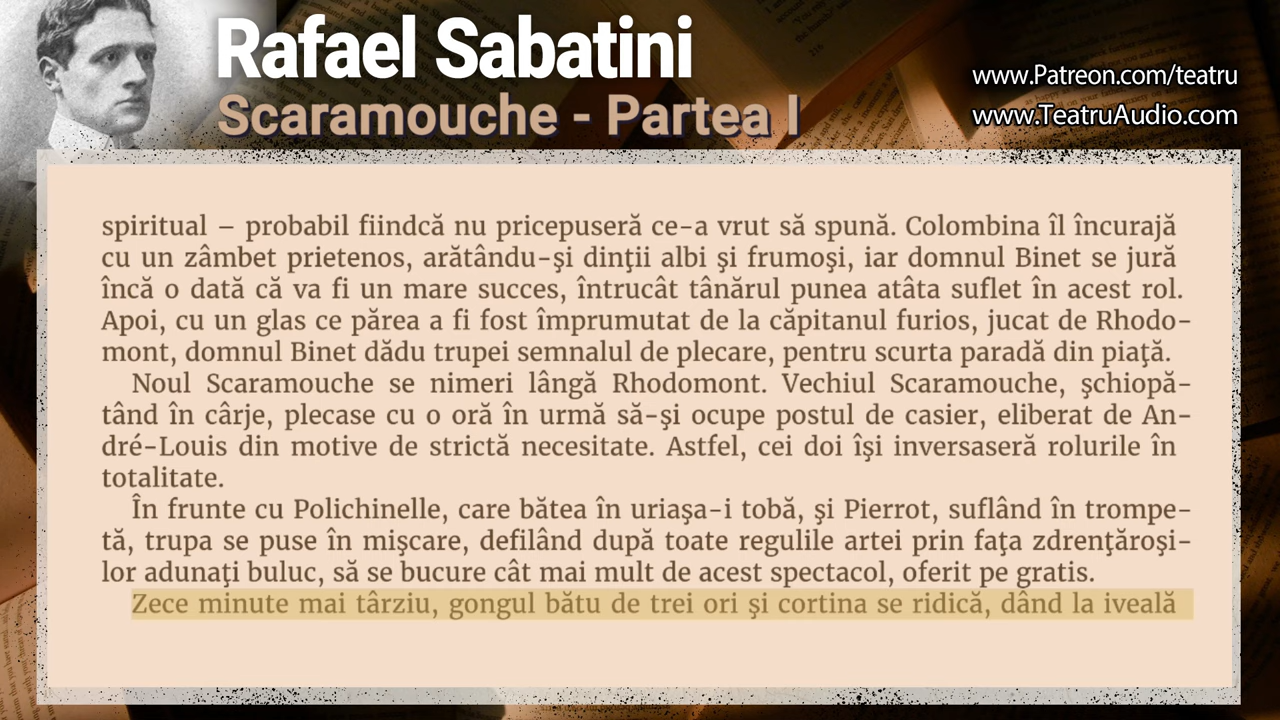 Rafael Sabatini
Scaramouche - Partea I
www.Patreon.com/teatru
www.TeatruAudio.com
spiritual – probabil fiindcă nu pricepuseră ce-a vrut să spună. Colombina îl încurajă
cu un zâmbet prietenos, arătându-şi dinţii albi şi frumoşi, iar domnul Binet se jură
încă o dată că va fi un mare succes, întrucât tânărul punea atâta suflet în acest rol.
Apoi, cu un glas ce părea a fi fost împrumutat de la căpitanul furios, jucat de Rhodo-
mont, domnul Binet dădu trupei semnalul de plecare, pentru scurta paradă din piaţă.
Noul Scaramouche se nimeri lângă Rhodomont. Vechiul Scaramouche, şchiopă-
tând în cârje, plecase cu o oră în urmă să-şi ocupe postul de casier, eliberat de An-
dré-Louis din motive de strictă necesitate. Astfel, cei doi îşi inversaseră rolurile în
totalitate.
În frunte cu Polichinelle, care bătea în uriaşa-i tobă, şi Pierrot, suflând în trompe-
tă, trupa se puse în mişcare, defilând după toate regulile artei prin faţa zdrenţăroşi-
lor adunaţi buluc, să se bucure cât mai mult de acest spectacol, oferit pe gratis.
Zece minute mai târziu, gongul bătu de trei ori şi cortina se ridică, dând la iveală